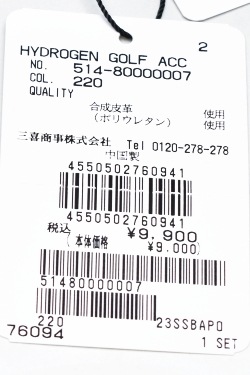 HYDROGEN GOLF ACC 2
NO. 514-80000007
COL. 220
QUALITY
合成皮革 使用
(ポリウレタン) 使用
三喜商事株式会社 Tel 0120-278-278
中国製
4550502760941
4550502760941
税込 ¥9,900
(本体価格 ¥9,000)
51480000007
220 23SSBAPO
76094 1 SET